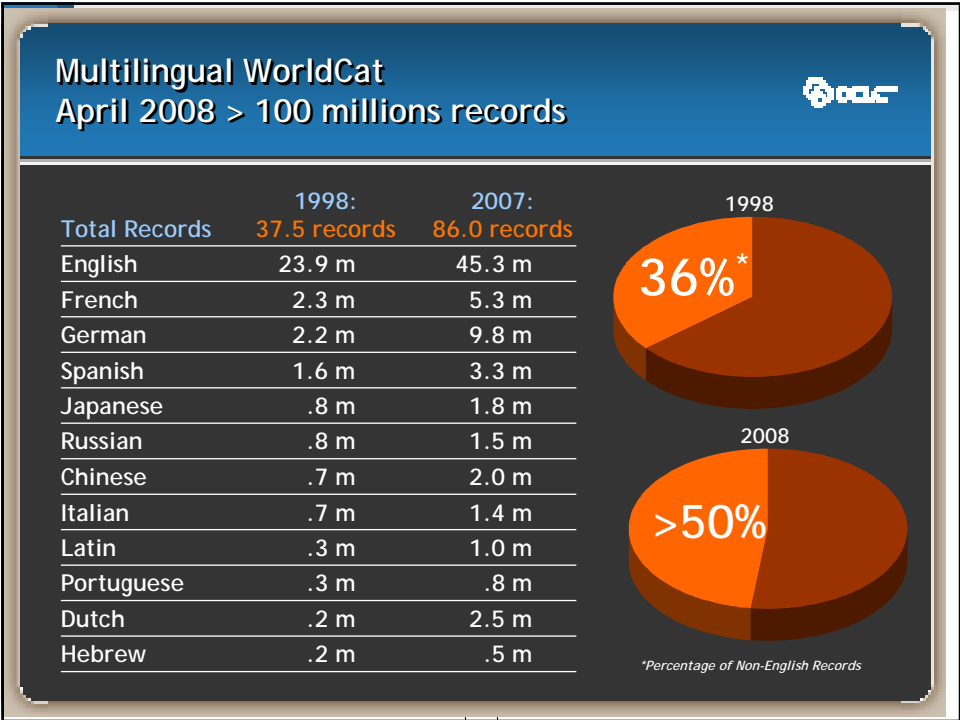 Multilingual WorldCat
April 2008 > 100 millions records
OCLC
1998: 2007:
Total Records 37.5 records 86.0 records
English 23.9 m 45.3 m
French 2.3 m 5.3 m
German 2.2 m 9.8 m
Spanish 1.6 m 3.3 m
Japanese .8 m 1.8 m
Russian .8 m 1.5 m
Chinese .7 m 2.0 m
Italian .7 m 1.4 m
Latin .3 m 1.0 m
Portuguese .3 m .8 m
Dutch .2 m 2.5 m
Hebrew .2 m .5 m
1998
36%*
2008
>50%
*Percentage of Non-English Records